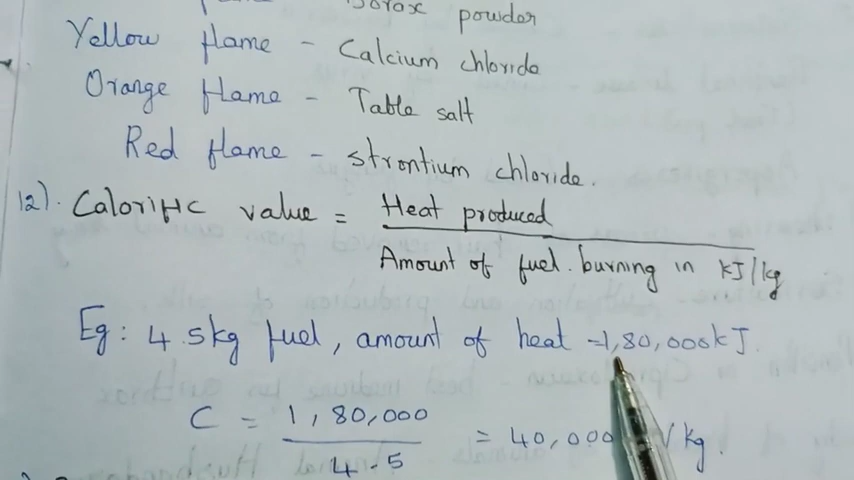 Borax powder
Yellow flame - Calcium chloride
Orange flame - Table salt
Red flame - strontium chloride.
12). Calorific value = Heat produced
Amount of fuel burning in kJ/kg
Eg: 4.5kg fuel, amount of heat = 1,80,000kJ.
C = 1,80,000
4.5
= 40,000 /kg.